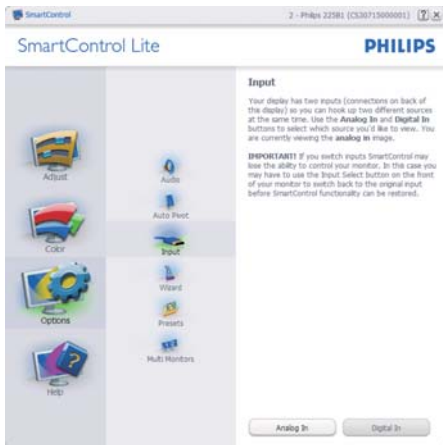 SmartControl
2 - Philips 225B1 (CS30715000001)
SmartControl Lite
PHILIPS
Adjust
Color
Options
Help
Audio
Auto Pivot
Input
Wizard
Presets
Multi Monitors
Input
Your display has two inputs (connections on back of
this display) so you can hook up two different sources
at the same time. Use the Analog In and Digital In
buttons to select which source you'd like to view. You
are currently viewing the analog in image.
IMPORTANT! If you switch inputs SmartControl may
lose the ability to control your monitor. In this case you
may have to use the Input Select button on the front
of your monitor to switch back to the original input
before SmartControl functionality can be restored.
Analog In
Digital In